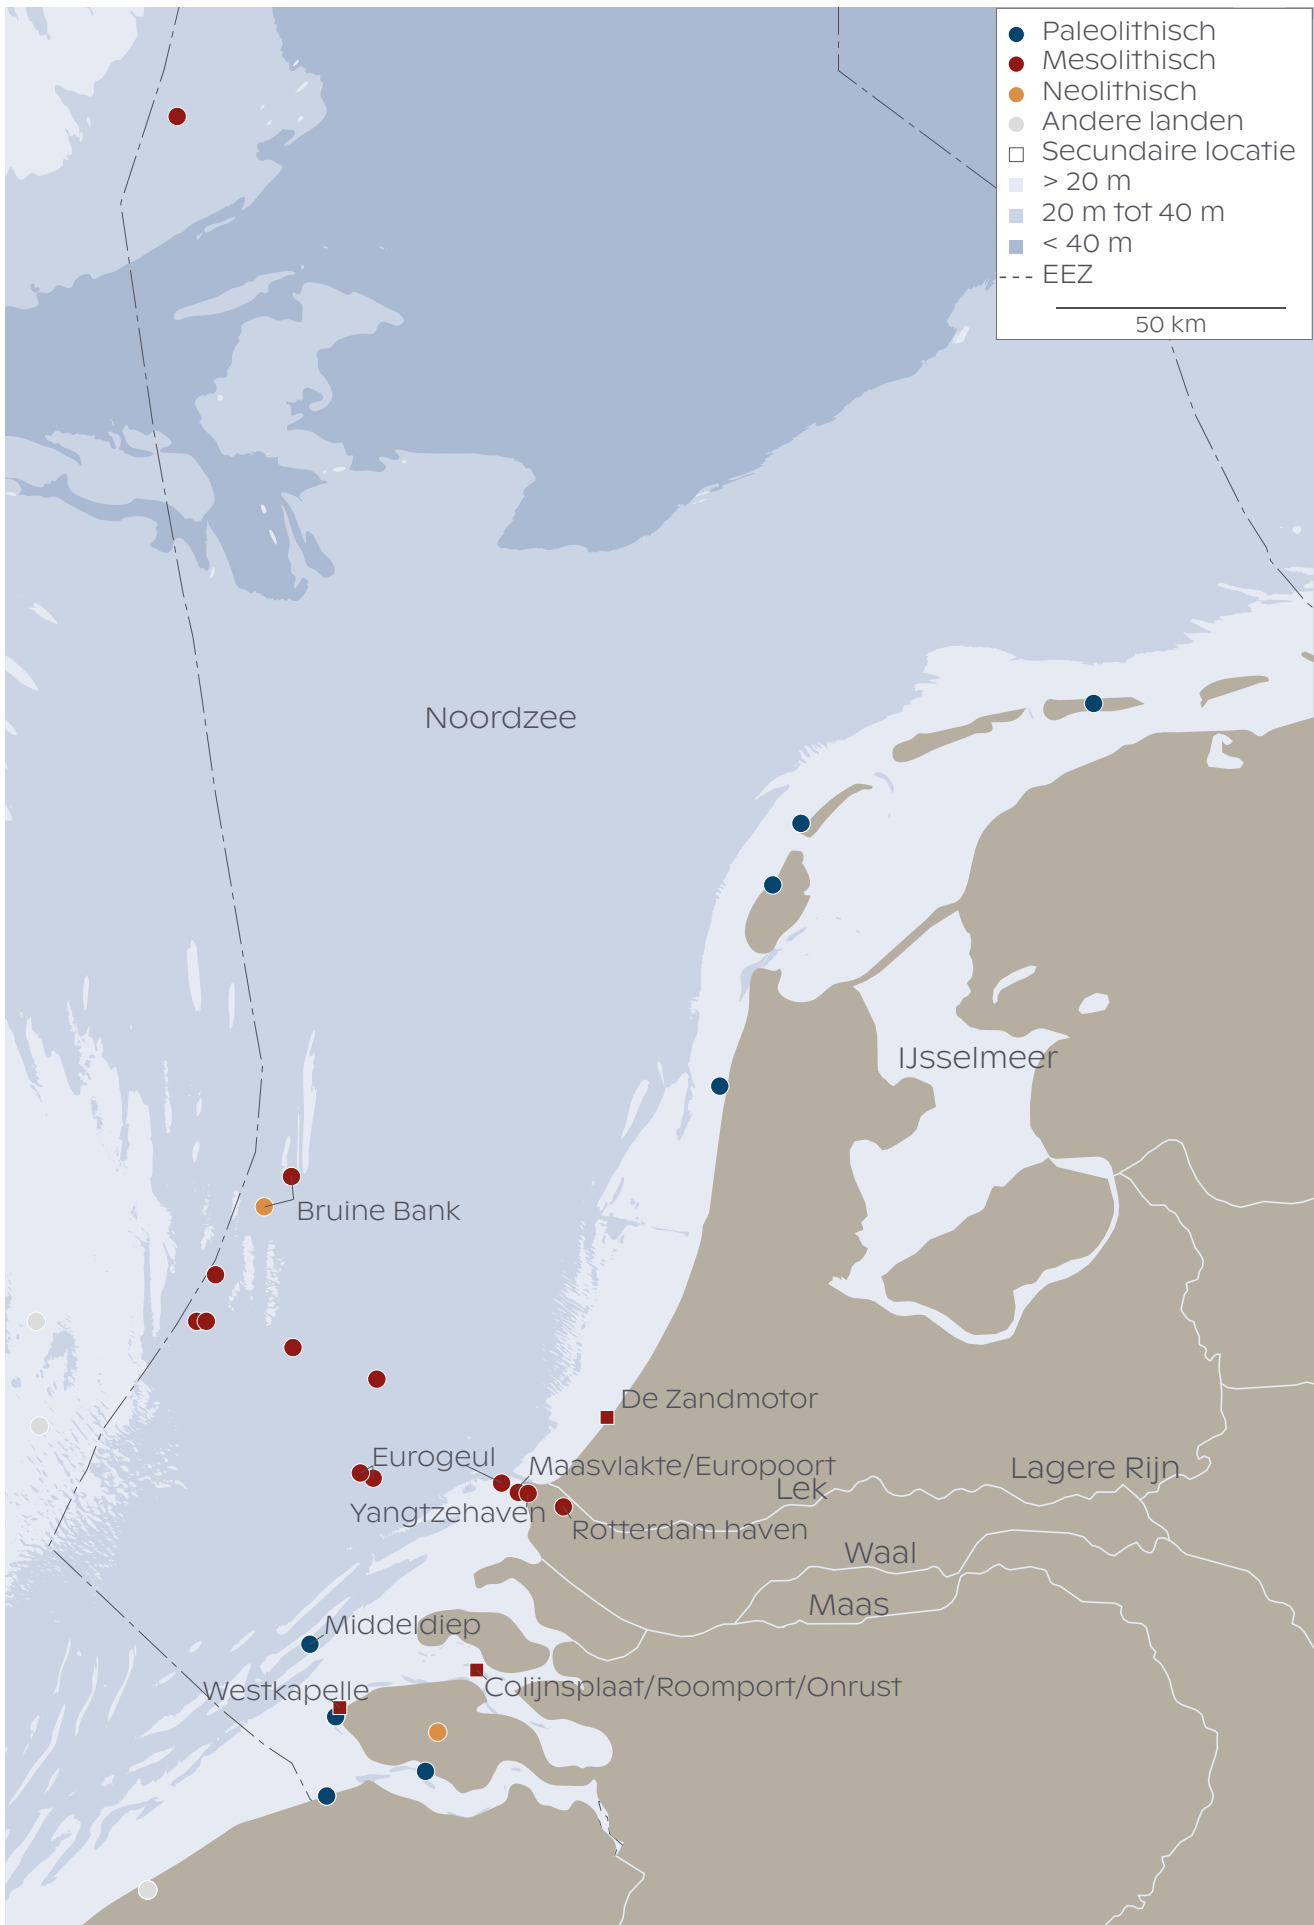 Paleolithisch
Mesolithisch
Neolithisch
Andere landen
Secundaire locatie
> 20 m
20 m tot 40 m
< 40 m
EEZ
50 km
Noordzee
IJsselmeer
Bruine Bank
De Zandmotor
Eurogeul
Maasvlakte/Europoort
Lagere Rijn
Lek
Yangtzehaven
Rotterdam haven
Waal
Maas
Middeldiep
Westkapelle
Colijnsplaat/Roomport/Onrust